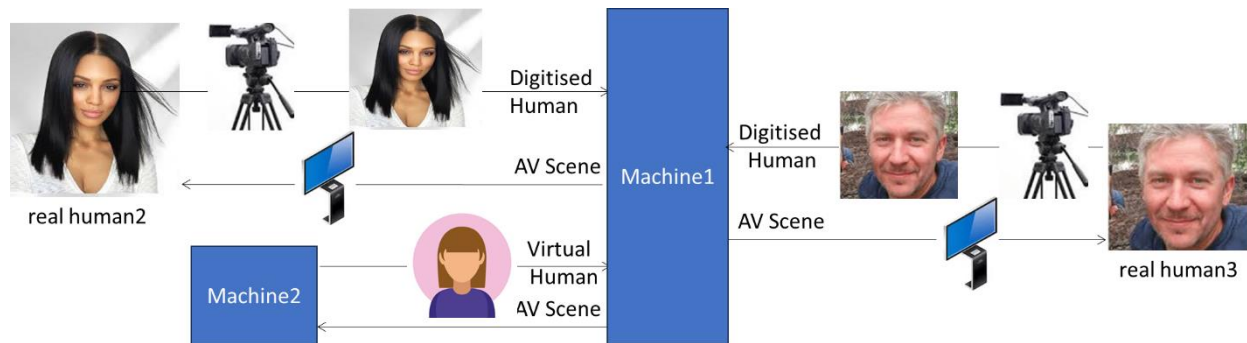 Digitised
Human
AV Scene
real human2
Machine1
Digitised
Human
AV Scene
real human3
Virtual
Human
Machine2
AV Scene